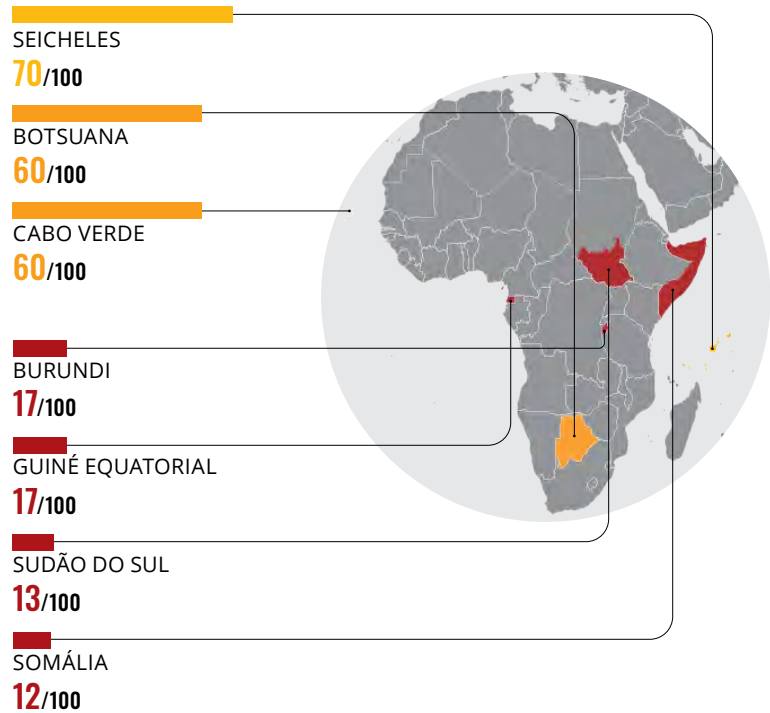 SEICHELES
70/100
BOTSUANA
60/100
CABO VERDE
60/100
BURUNDI
17/100
GUINÉ EQUATORIAL
17/100
SUDÃO DO SUL
13/100
SOMÁLIA
12/100